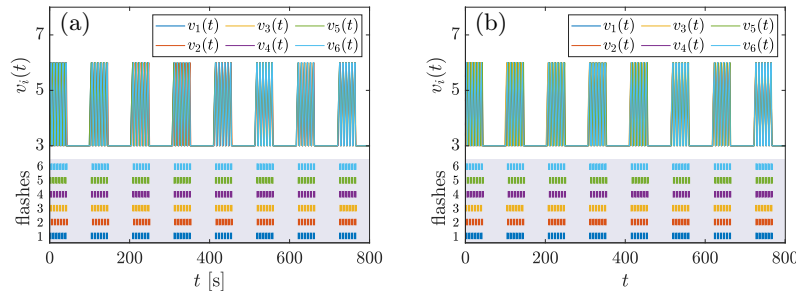 (a)
v₁(t) v₃(t) v₅(t)
v₂(t) v₄(t) v₆(t)
vᵢ(t)
7
5
3
flashes
6
5
4
3
2
1
0 200 400 600 800
t [s]
(b)
v₁(t) v₃(t) v₅(t)
v₂(t) v₄(t) v₆(t)
vᵢ(t)
7
5
3
flashes
6
5
4
3
2
1
0 200 400 600 800
t